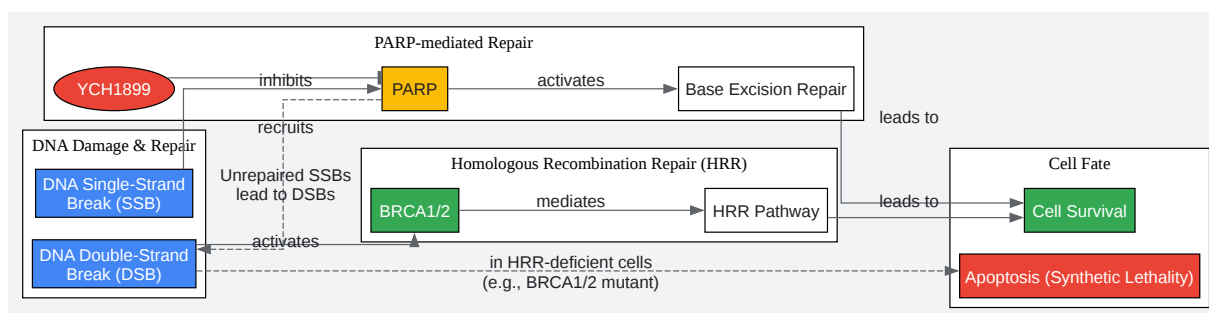 PARP-mediated Repair
YCH1899
inhibits
PARP
activates
Base Excision Repair
recruits
leads to
DNA Damage & Repair
DNA Single-Strand
Break (SSB)
Unrepaired SSBs
lead to DSBs
Homologous Recombination Repair (HRR)
BRCA1/2
mediates
HRR Pathway
leads to
Cell Fate
Cell Survival
DNA Double-Strand
Break (DSB)
activates
in HRR-deficient cells
(e.g., BRCA1/2 mutant)
Apoptosis (Synthetic Lethality)